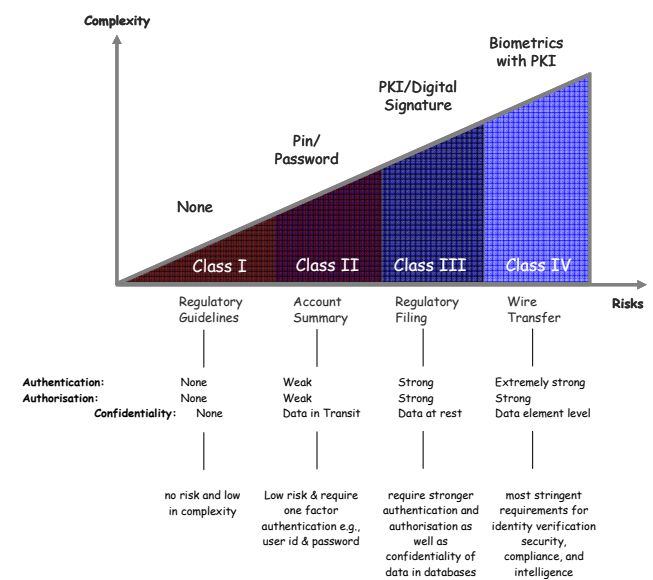 Complexity
Biometrics
with PKI
PKI/Digital
Signature
Pin/
Password
None
Class I
Class II
Class III
Class IV
Regulatory
Guidelines
Account
Summary
Regulatory
Filing
Wire
Transfer
Risks
Authentication: None Weak Strong Extremely strong
Authorisation: None Weak Strong Strong
Confidentiality: None Data in Transit Data at rest Data element level
no risk and low
in complexity
Low risk & require
one factor
authentication e.g.,
user id & password
require stronger
authentication and
authorisation as
well as
confidentiality of
data in databases
most stringent
requirements for
identity verification
security,
compliance, and
intelligence